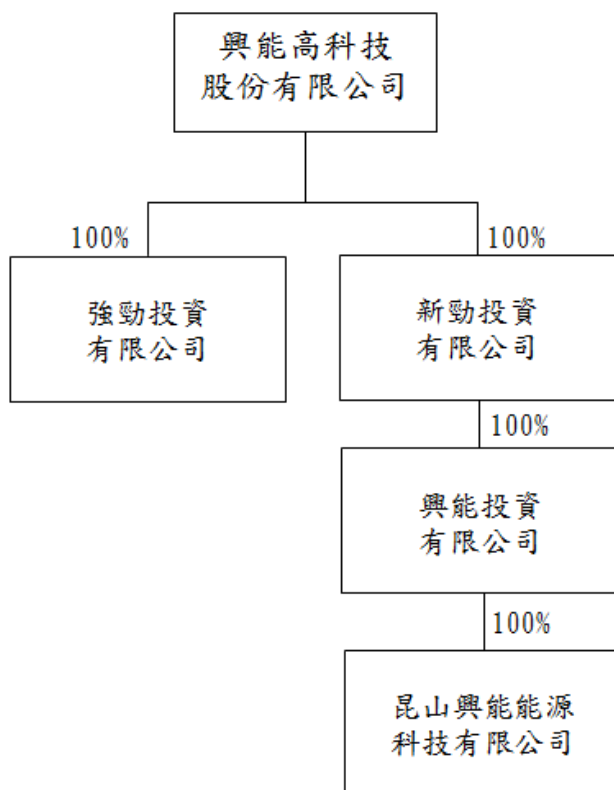 興能高科技
股份有限公司
100%
100%
強勁投資
有限公司
新勁投資
有限公司
100%
興能投資
有限公司
100%
昆山興能能源
科技有限公司